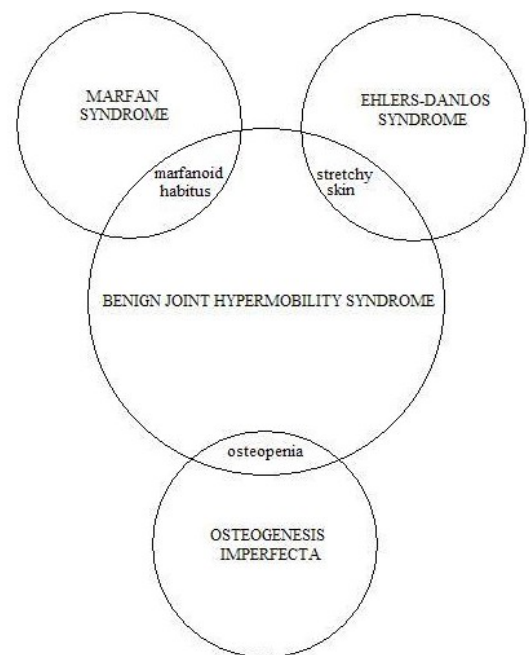 MARFAN
SYNDROME
EHLERS-DANLOS
SYNDROME
marfanoid
habitus
stretchy
skin
BENIGN JOINT HYPERMOBILITY SYNDROME
osteopenia
OSTEOGENESIS
IMPERFECTA